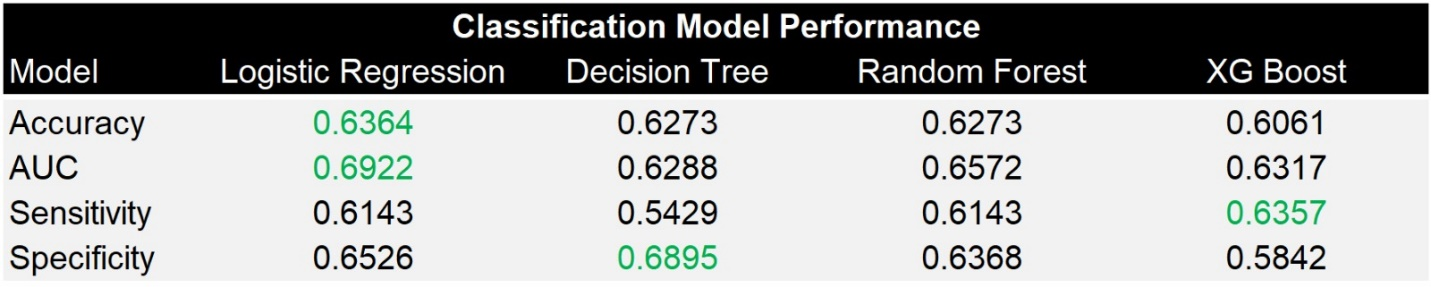 Classification Model Performance
Model Logistic Regression Decision Tree Random Forest XG Boost
Accuracy 0.6364 0.6273 0.6273 0.6061
AUC 0.6922 0.6288 0.6572 0.6317
Sensitivity 0.6143 0.5429 0.6143 0.6357
Specificity 0.6526 0.6895 0.6368 0.5842